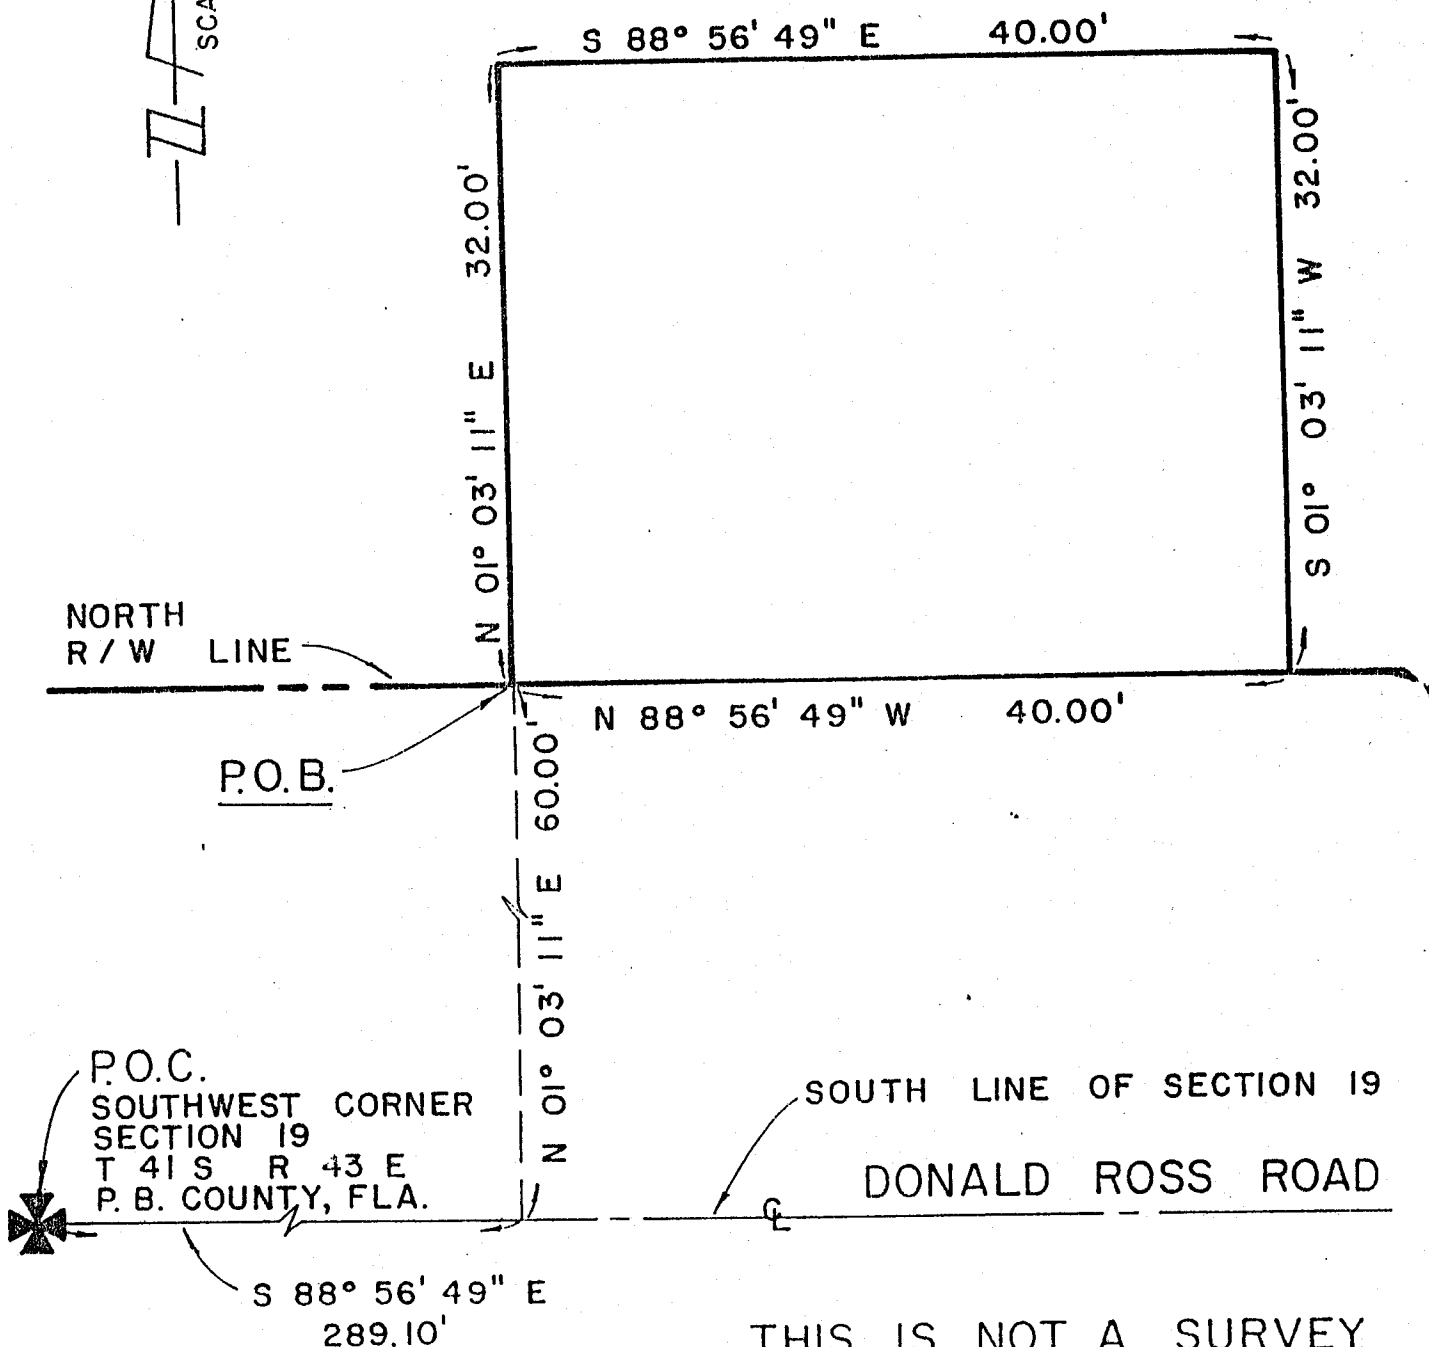 S 88° 56' 49" E 40.00'
N 01° 03' 11" E 32.00'
S 01° 03' 11" W 32.00'
NORTH
R/W LINE
N 88° 56' 49" W 40.00'
P.O.B.
N 01° 03' 11" E 60.00'
P.O.C.
SOUTHWEST CORNER
SECTION 19
T 41 S R 43 E
P. B. COUNTY, FLA.
SOUTH LINE OF SECTION 19
DONALD ROSS ROAD
CL
S 88° 56' 49" E
289.10'
THIS IS NOT A SURVEY